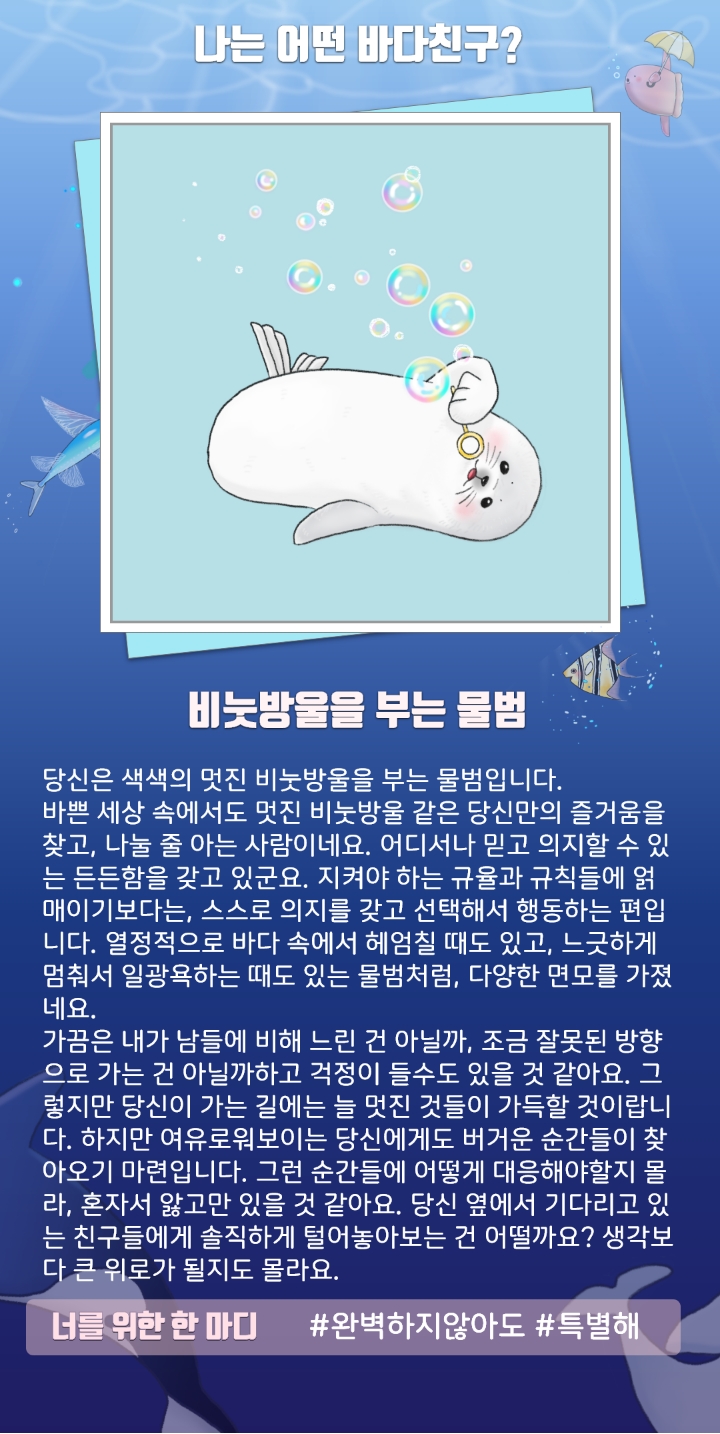 나는 어떤 바다친구?
비눗방울을 부는 물범
당신은 색색의 멋진 비눗방울을 부는 물범입니다.
바쁜 세상 속에서도 멋진 비눗방울 같은 당신만의 즐거움을
찾고, 나눌 줄 아는 사람이네요. 어디서나 믿고 의지할 수 있
는 든든함을 갖고 있군요. 지켜야 하는 규율과 규칙들에 얽
매이기보다는, 스스로 의지를 갖고 선택해서 행동하는 편입
니다. 열정적으로 바다 속에서 헤엄칠 때도 있고, 느긋하게
멈춰서 일광욕하는 때도 있는 물범처럼, 다양한 면모를 가졌
네요.
가끔은 내가 남들에 비해 느린 건 아닐까, 조금 잘못된 방향
으로 가는 건 아닐까하고 걱정이 들수도 있을 것 같아요. 그
렇지만 당신이 가는 길에는 늘 멋진 것들이 가득할 것이랍니
다. 하지만 여유로워보이는 당신에게도 버거운 순간들이 찾
아오기 마련입니다. 그런 순간들에 어떻게 대응해야할지 몰
라, 혼자서 앓고만 있을 것 같아요. 당신 옆에서 기다리고 있
는 친구들에게 솔직하게 털어놓아보는 건 어떨까요? 생각보
다 큰 위로가 될지도 몰라요.
너를 위한 한 마디 #완벽하지않아도 #특별해